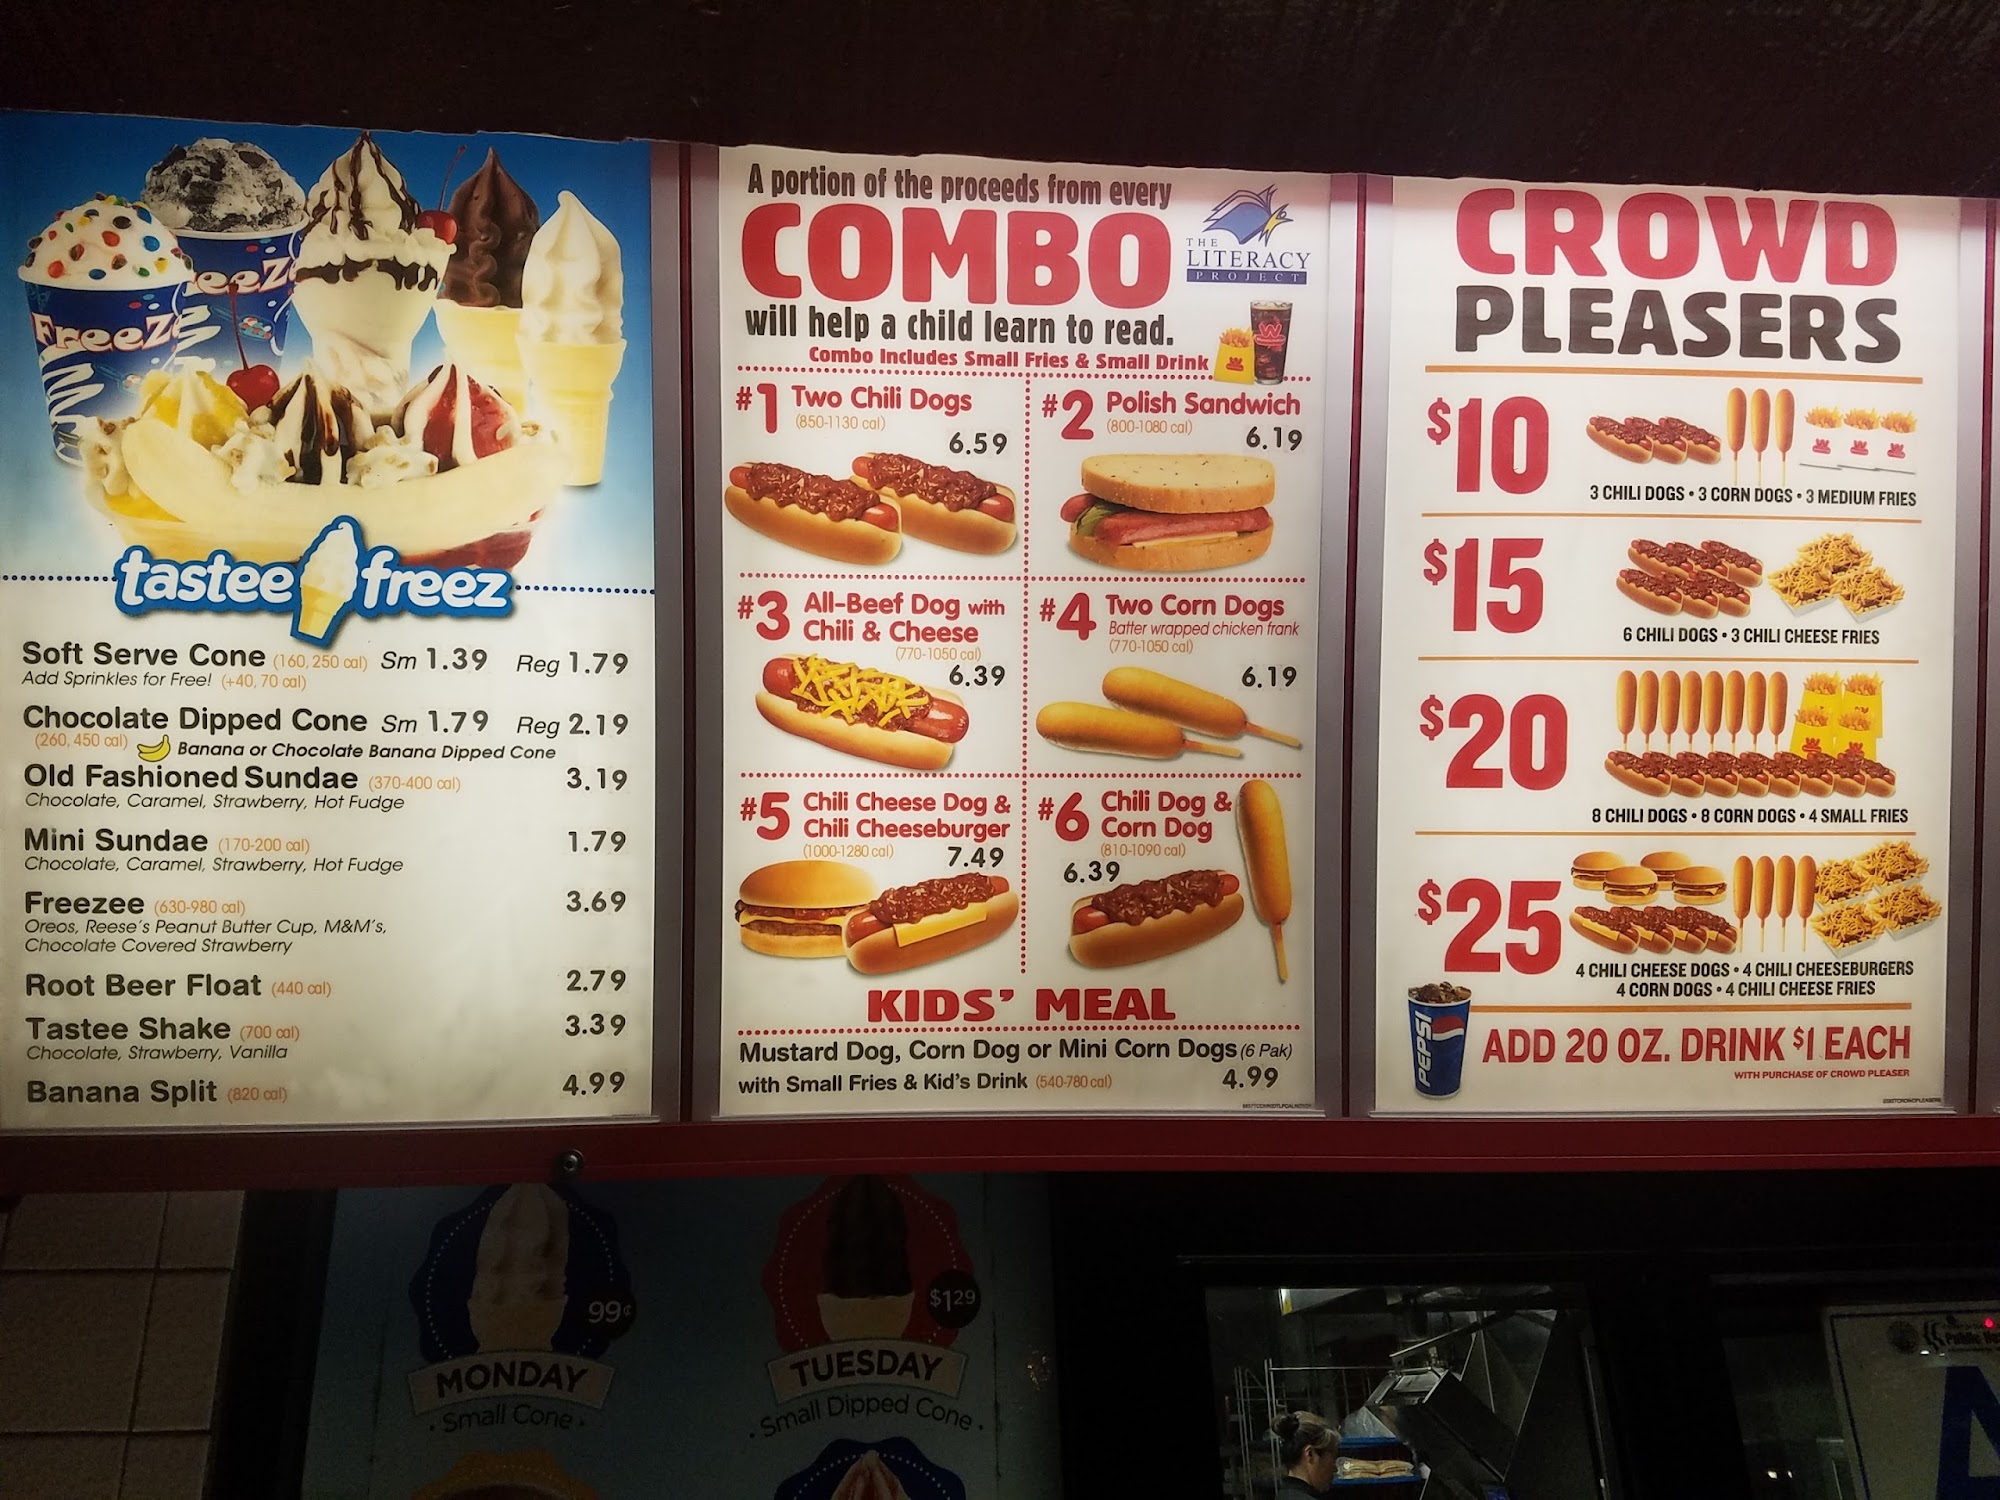 FreeZ
eeZ
tastee freez
Soft Serve Cone (160, 250 cal) Sm 1.39 Reg 1.79
Add Sprinkles for Free! (+40, 70 cal)
Chocolate Dipped Cone Sm 1.79 Reg 2.19
(260, 450 cal) Banana or Chocolate Banana Dipped Cone
Old Fashioned Sundae (370-400 cal) 3.19
Chocolate, Caramel, Strawberry, Hot Fudge
Mini Sundae (170-200 cal) 1.79
Chocolate, Caramel, Strawberry, Hot Fudge
Freezee (630-980 cal) 3.69
Oreos, Reese's Peanut Butter Cup, M&M's,
Chocolate Covered Strawberry
Root Beer Float (440 cal) 2.79
Tastee Shake (700 cal) 3.39
Chocolate, Strawberry, Vanilla
Banana Split (820 cal) 4.99
A portion of the proceeds from every
COMBO
will help a child learn to read.
THE
LITERACY
PROJECT
Combo Includes Small Fries & Small Drink
#1 Two Chili Dogs
(850-1130 cal)
6.59
#2 Polish Sandwich
(800-1080 cal)
6.19
#3 All-Beef Dog with
Chili & Cheese
(770-1050 cal)
6.39
#4 Two Corn Dogs
Batter wrapped chicken frank
(770-1050 cal)
6.19
#5 Chili Cheese Dog &
Chili Cheeseburger
(1000-1280 cal)
7.49
#6 Chili Dog &
Corn Dog
(810-1090 cal)
6.39
KIDS' MEAL
Mustard Dog, Corn Dog or Mini Corn Dogs (6 Pak)
with Small Fries & Kid's Drink (540-780 cal) 4.99
CROWD
PLEASERS
$10
3 CHILI DOGS • 3 CORN DOGS • 3 MEDIUM FRIES
$15
6 CHILI DOGS • 3 CHILI CHEESE FRIES
$20
8 CHILI DOGS • 8 CORN DOGS • 4 SMALL FRIES
$25
4 CHILI CHEESE DOGS • 4 CHILI CHEESEBURGERS
4 CORN DOGS • 4 CHILI CHEESE FRIES
PEPSI
ADD 20 OZ. DRINK $1 EACH
WITH PURCHASE OF CROWD PLEASER
99¢
MONDAY
• Small Cone •
$1.29
TUESDAY
• Small Dipped Cone •
Public